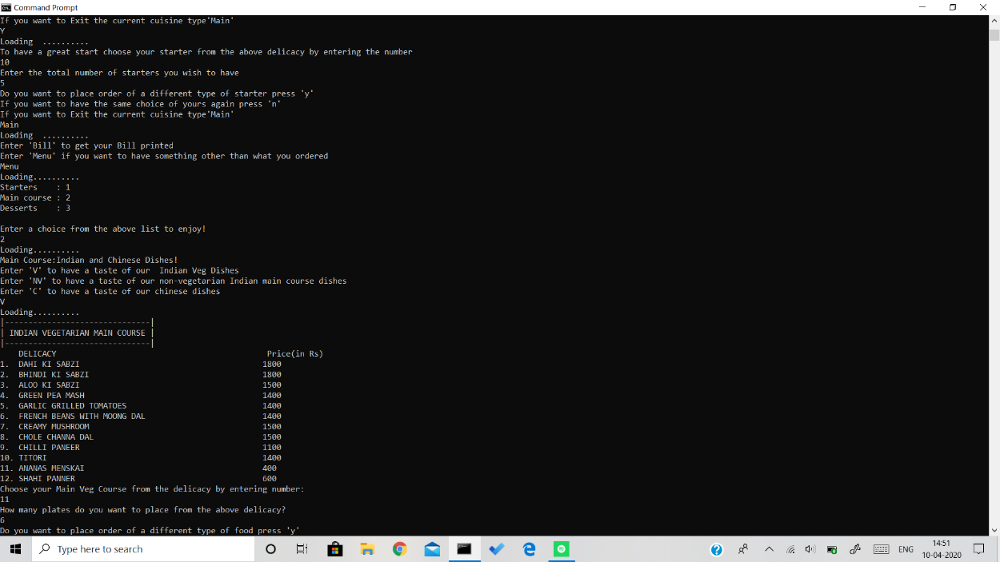 Command Prompt
If you want to Exit the current cuisine type'Main'
Y
Loading  ..........
To have a great start choose your starter from the above delicacy by entering the number
10
Enter the total number of starters you wish to have
5
Do you want to place order of a different type of starter press 'y'
If you want to have the same choice of yours again press 'n'
If you want to Exit the current cuisine type'Main'
Main
Loading  ..........
Enter 'Bill' to get your Bill printed
Enter 'Menu' if you want to have something other than what you ordered
Menu
Loading..........
Starters    : 1
Main course : 2
Desserts    : 3
Enter a choice from the above list to enjoy!
2
Loading..........
Main Course:Indian and Chinese Dishes!
Enter 'V' to have a taste of our  Indian Veg Dishes
Enter 'NV' to have a taste of our non-vegetarian Indian main course dishes
Enter 'C' to have a taste of our chinese dishes
V
Loading..........
|-------------------------------|
| INDIAN VEGETARIAN MAIN COURSE |
|-------------------------------|
DELICACY Price(in Rs)
1. DAHI KI SABZI 1800
2. BHINDI KI SABZI 1800
3. ALOO KI SABZI 1500
4. GREEN PEA MASH 1400
5. GARLIC GRILLED TOMATOES 1400
6. FRENCH BEANS WITH MOONG DAL 1400
7. CREAMY MUSHROOM 1500
8. CHOLE CHANNA DAL 1500
9. CHILLI PANEER 1100
10. TITORI 1400
11. ANANAS MENSKAI 400
12. SHAHI PANNER 600
Choose your Main Veg Course from the delicacy by entering number:
11
How many plates do you want to place from the above delicacy?
6
Do you want to place order of a different type of food press 'y'
Type here to search
ENG
14:51
10-04-2020